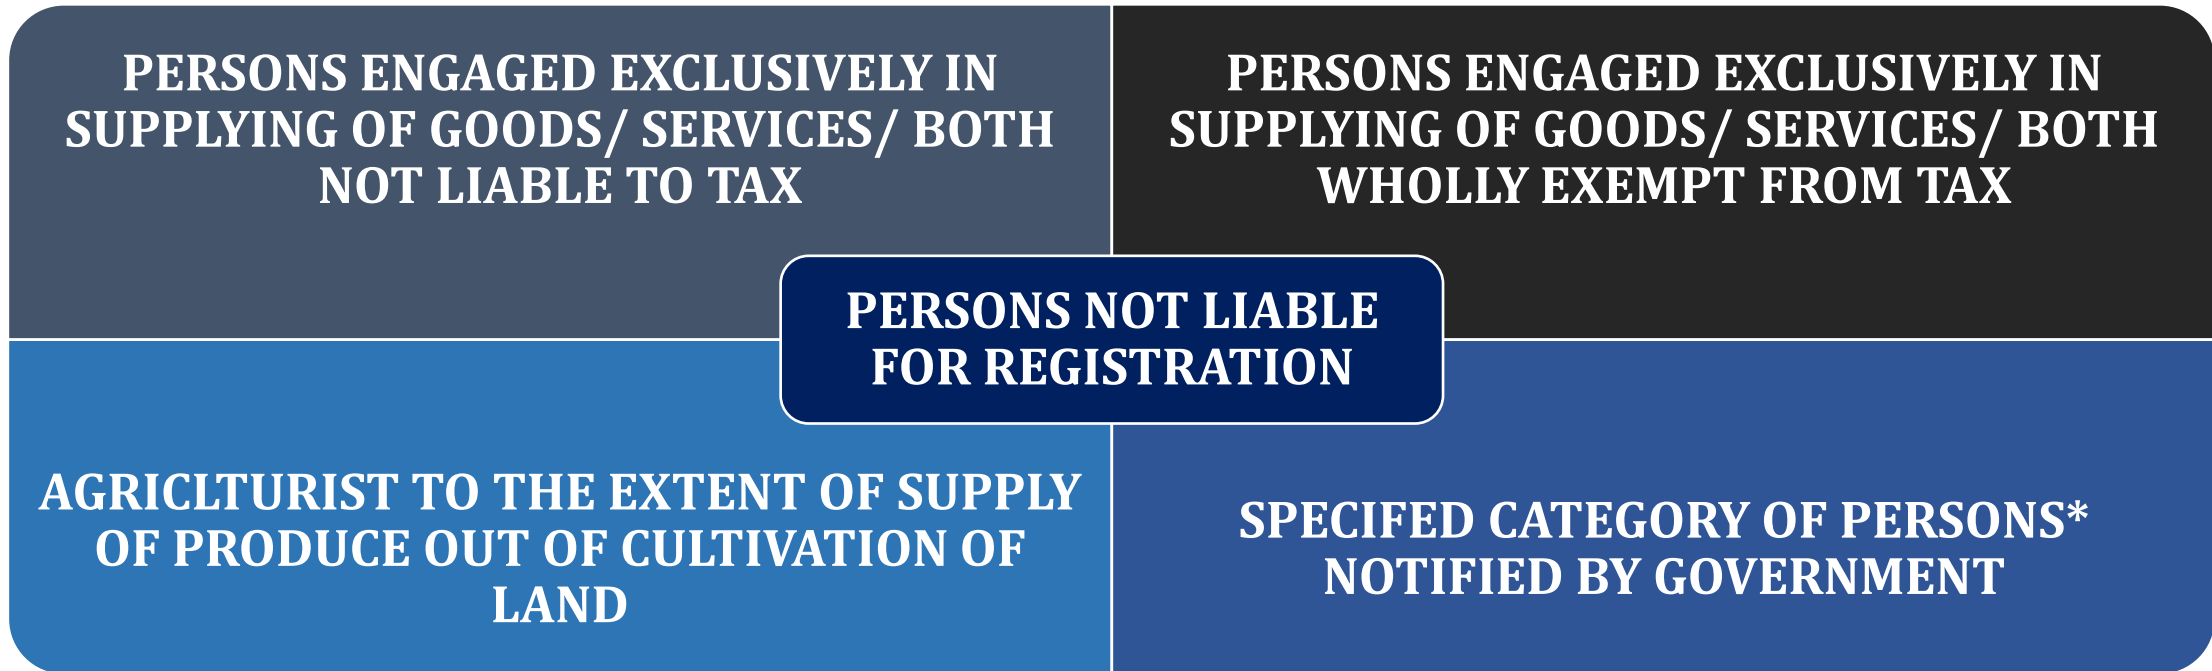 PERSONS ENGAGED EXCLUSIVELY IN
SUPPLYING OF GOODS/ SERVICES/ BOTH
NOT LIABLE TO TAX
PERSONS ENGAGED EXCLUSIVELY IN
SUPPLYING OF GOODS/ SERVICES/ BOTH
WHOLLY EXEMPT FROM TAX
PERSONS NOT LIABLE
FOR REGISTRATION
AGRICLTURIST TO THE EXTENT OF SUPPLY
OF PRODUCE OUT OF CULTIVATION OF
LAND
SPECIFED CATEGORY OF PERSONS*
NOTIFIED BY GOVERNMENT